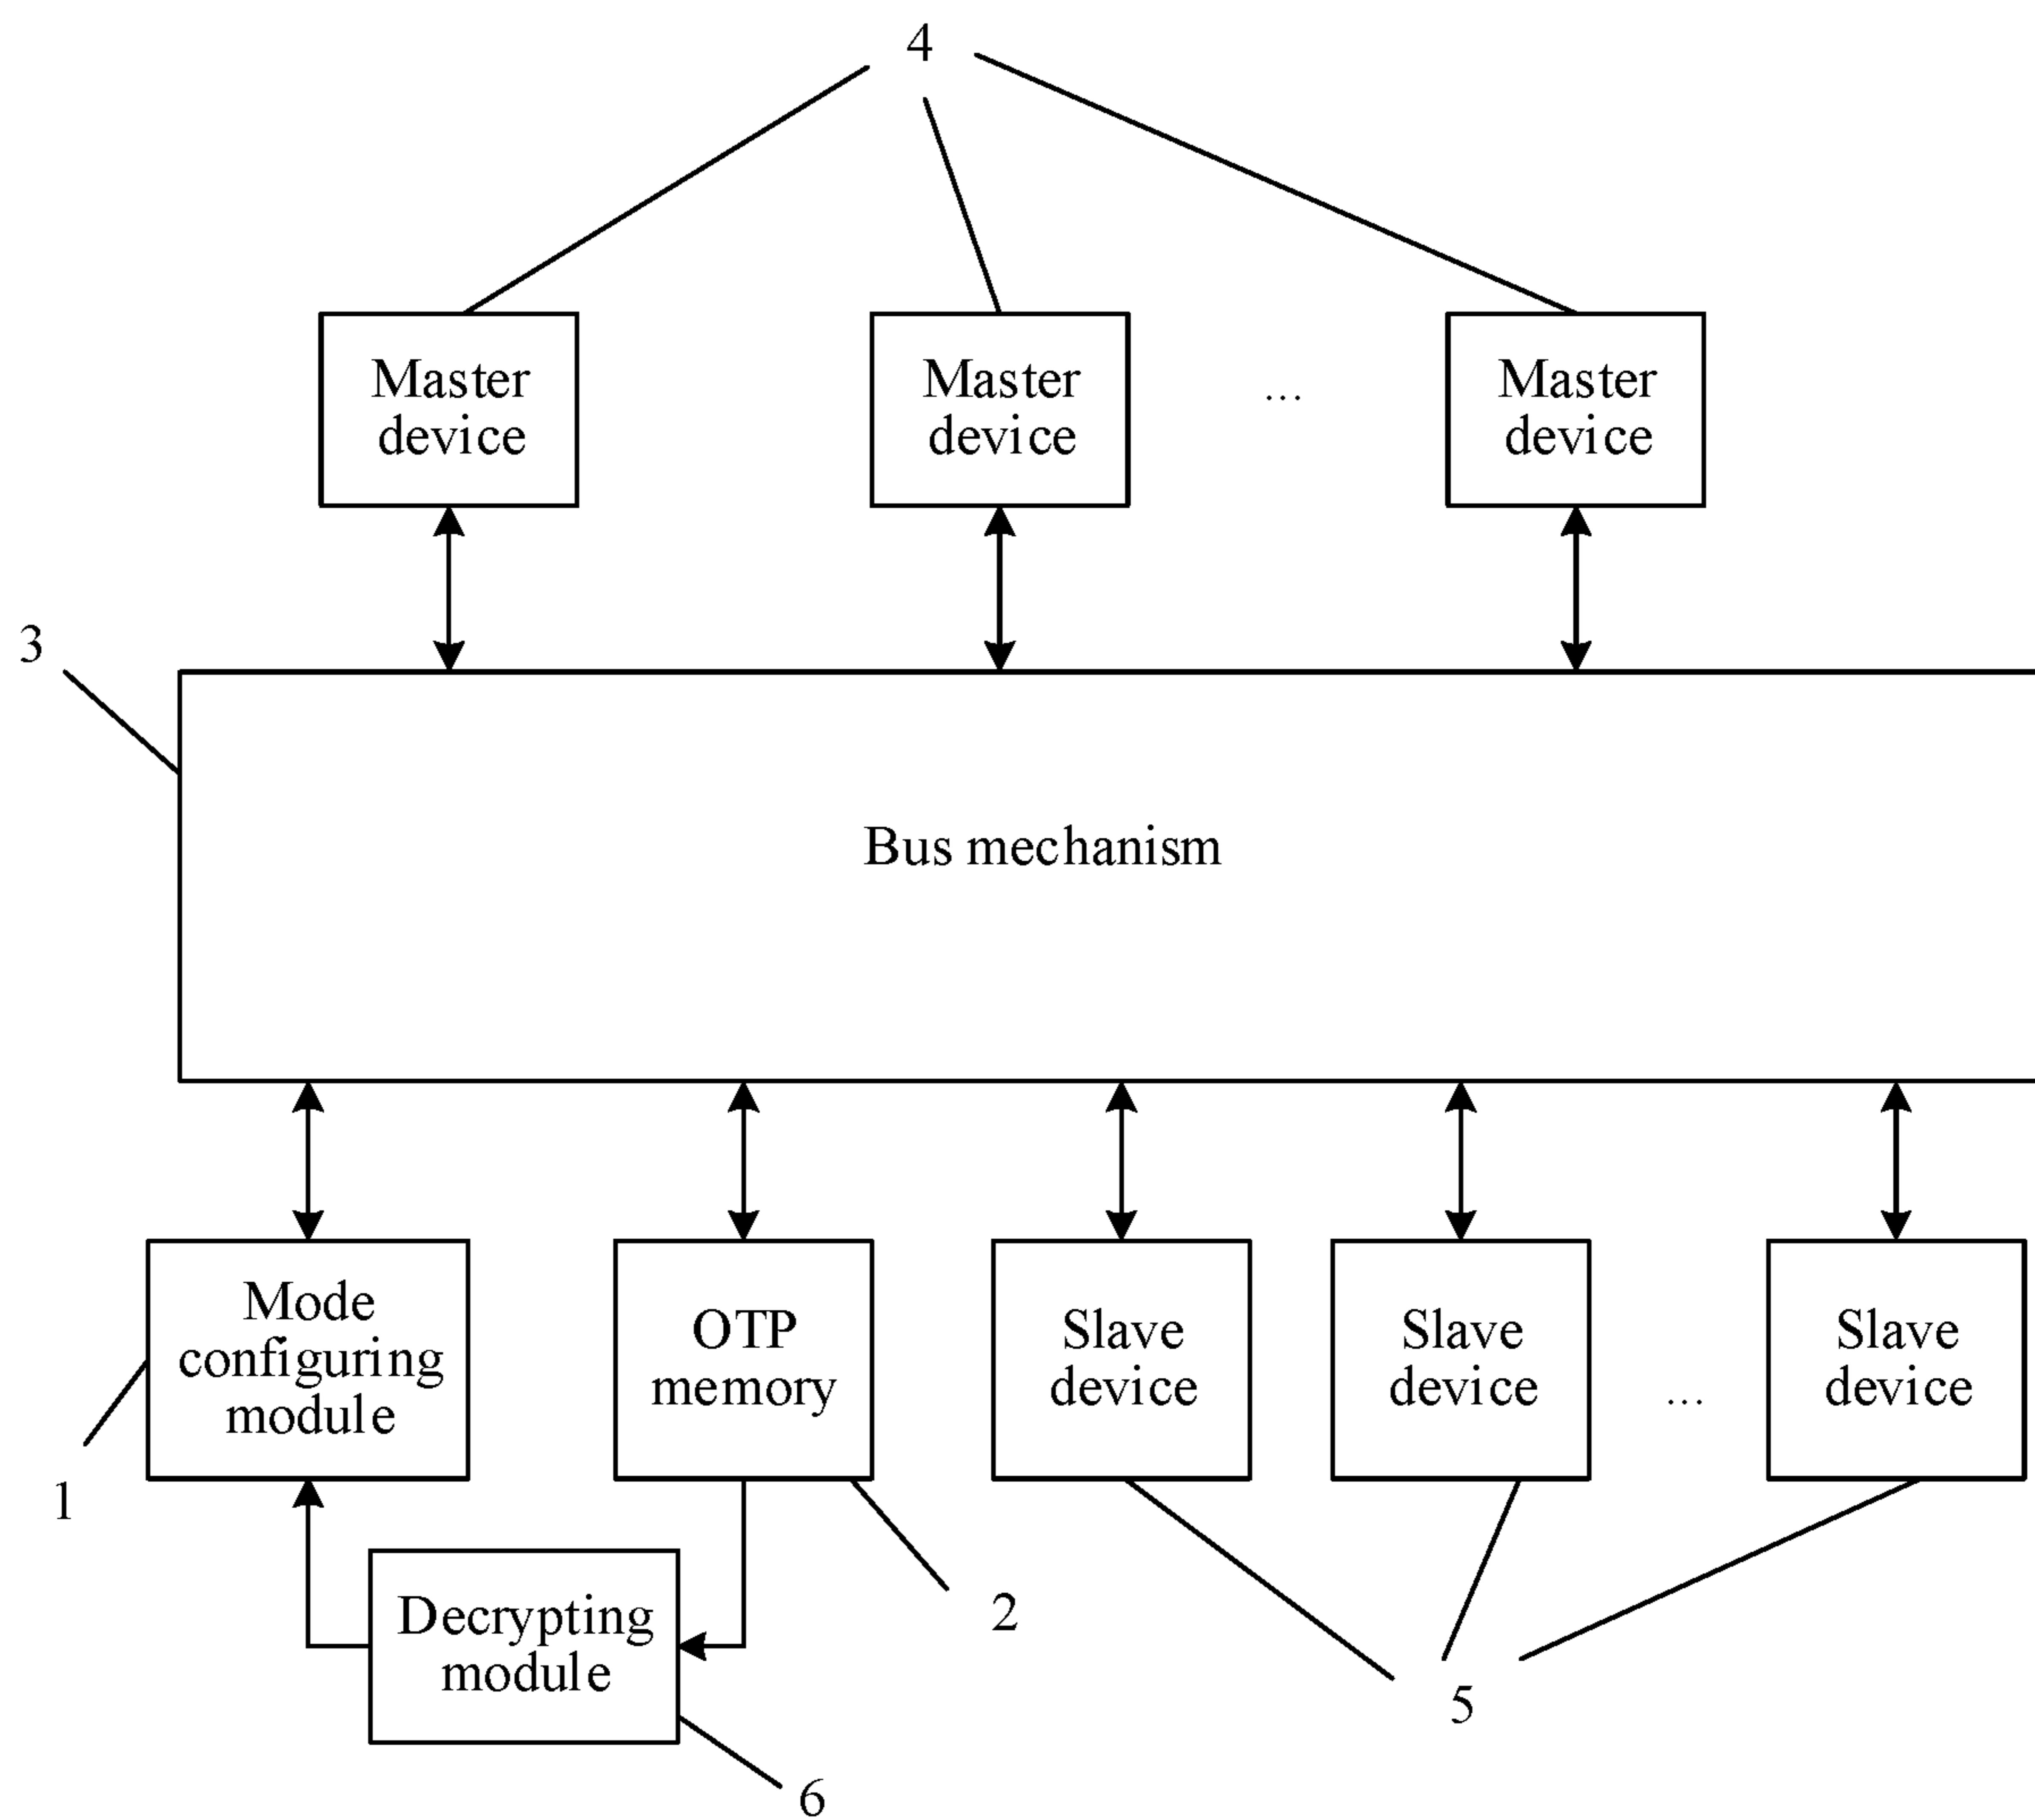 4
Master
device
Master
device
...
Master
device
3
Bus mechanism
Mode
configuring
module
OTP
memory
Slave
device
Slave
device
...
Slave
device
1
Decrypting
module
2
5
6